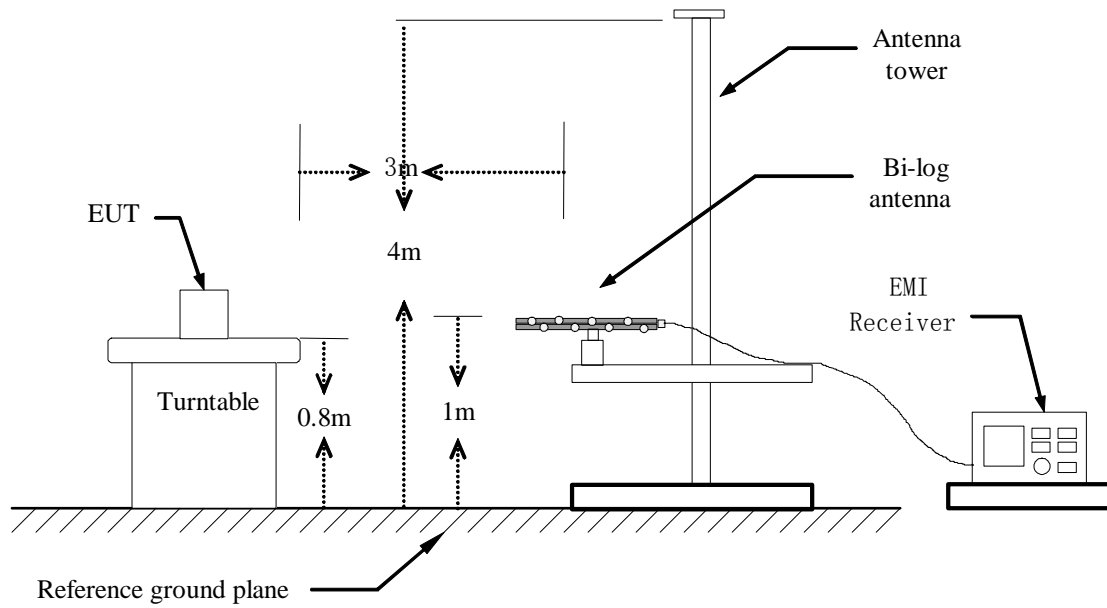 Antenna
tower
3m
Bi-log
antenna
EUT
4m
EMI
Receiver
Turntable
0.8m
1m
Reference ground plane